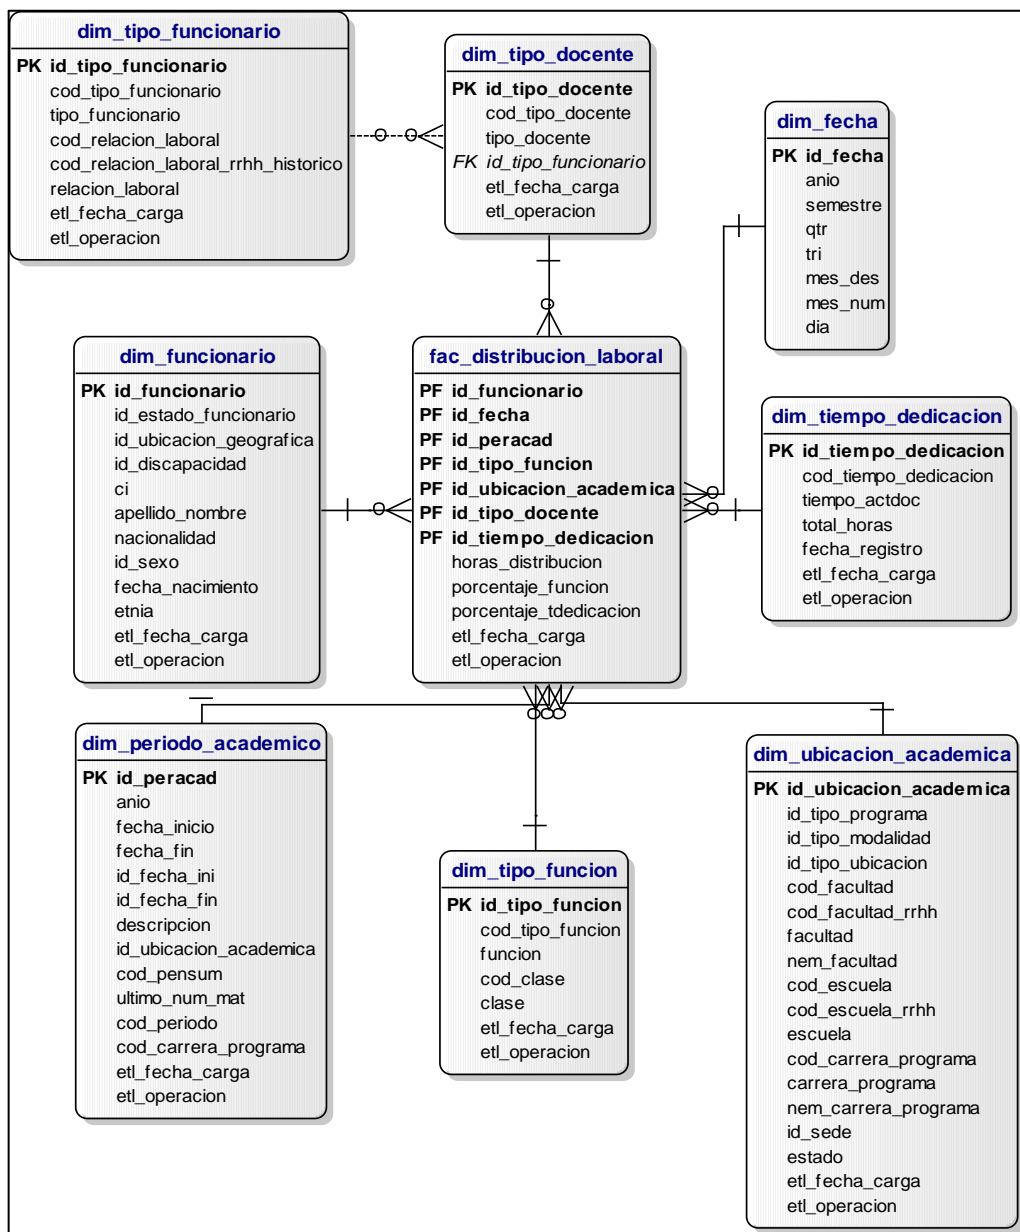 dim_tipo_funcionario
PK id_tipo_funcionario
cod_tipo_funcionario
tipo_funcionario
cod_relacion_laboral
cod_relacion_laboral_rrhh_historico
relacion_laboral
etl_fecha_carga
etl_operacion
dim_tipo_docente
PK id_tipo_docente
cod_tipo_docente
tipo_docente
FK id_tipo_funcionario
etl_fecha_carga
etl_operacion
dim_fecha
PK id_fecha
anio
semestre
qtr
tri
mes_des
mes_num
dia
dim_funcionario
PK id_funcionario
id_estado_funcionario
id_ubicacion_geografica
id_discapacidad
ci
apellido_nombre
nacionalidad
id_sexo
fecha_nacimiento
etnia
etl_fecha_carga
etl_operacion
fac_distribucion_laboral
PF id_funcionario
PF id_fecha
PF id_peracad
PF id_tipo_funcion
PF id_ubicacion_academica
PF id_tipo_docente
PF id_tiempo_dedicacion
horas_distribucion
porcentaje_funcion
porcentaje_tdedicacion
etl_fecha_carga
etl_operacion
dim_tiempo_dedicacion
PK id_tiempo_dedicacion
cod_tiempo_dedicacion
tiempo_actdoc
total_horas
fecha_registro
etl_fecha_carga
etl_operacion
dim_periodo_academico
PK id_peracad
anio
fecha_inicio
fecha_fin
id_fecha_ini
id_fecha_fin
descripcion
id_ubicacion_academica
cod_pensum
ultimo_num_mat
cod_periodo
cod_carrera_programa
etl_fecha_carga
etl_operacion
dim_tipo_funcion
PK id_tipo_funcion
cod_tipo_funcion
funcion
cod_clase
clase
etl_fecha_carga
etl_operacion
dim_ubicacion_academica
PK id_ubicacion_academica
id_tipo_programa
id_tipo_modalidad
id_tipo_ubicacion
cod_facultad
cod_facultad_rrhh
facultad
nem_facultad
cod_escuela
cod_escuela_rrhh
escuela
cod_carrera_programa
carrera_programa
nem_carrera_programa
id_sede
estado
etl_fecha_carga
etl_operacion